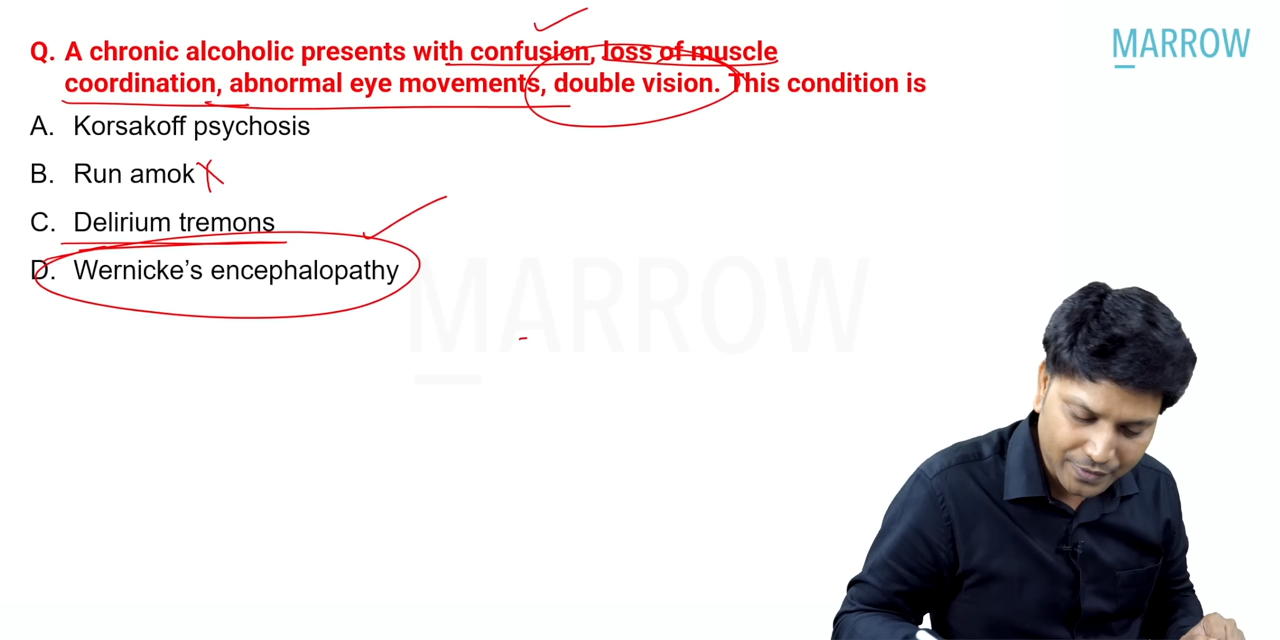 MARROW
Q. A chronic alcoholic presents with confusion, loss of muscle
coordination, abnormal eye movements, double vision. This condition is
A. Korsakoff psychosis
B. Run amok
C. Delirium tremons
D. Wernicke’s encephalopathy
MARROW